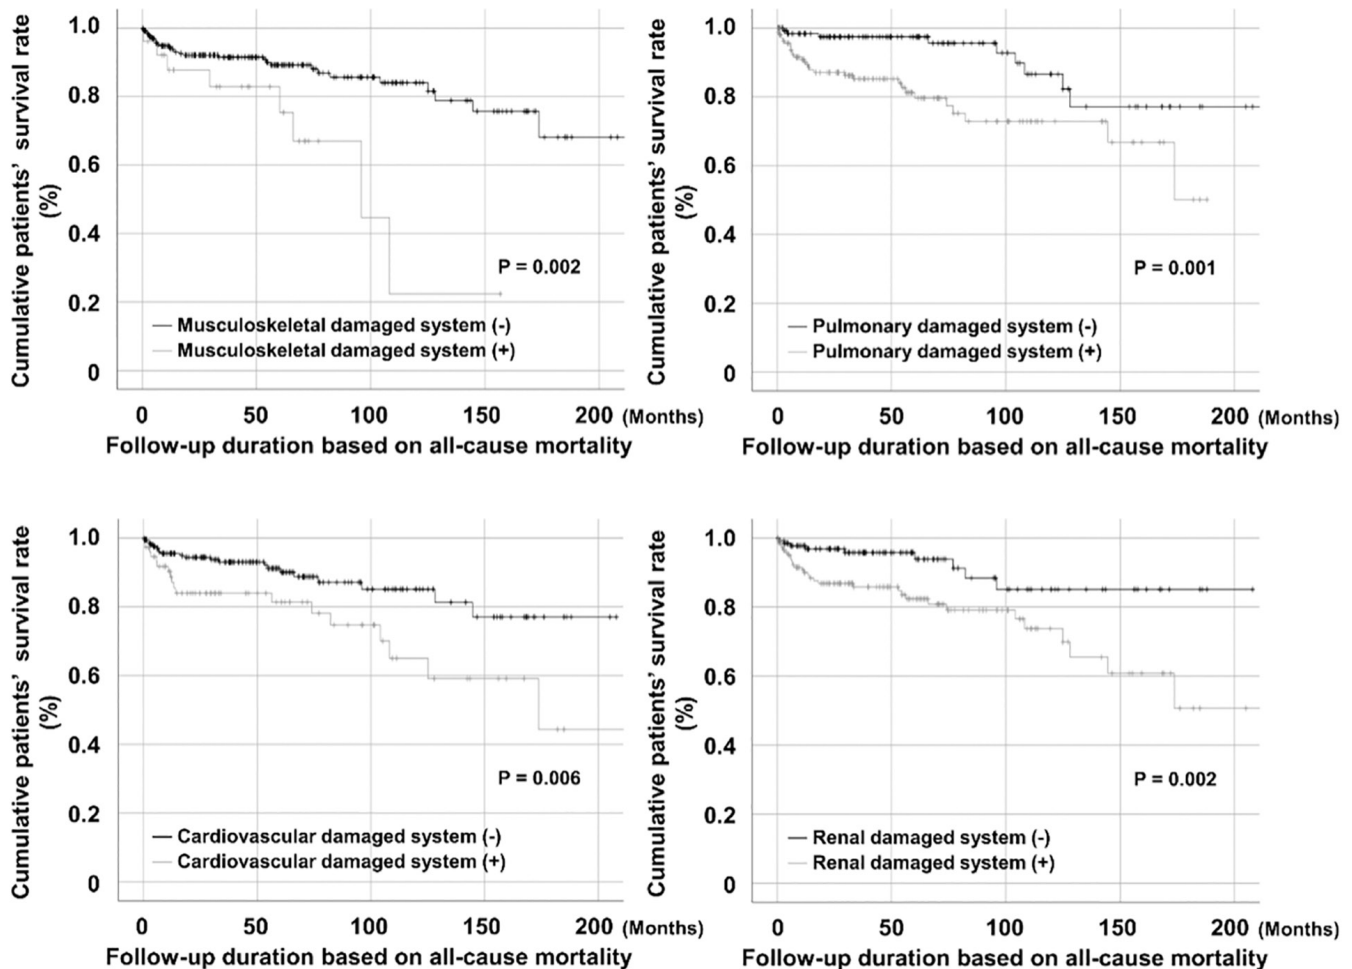 Cumulative patients' survival rate
(%)
1.0
0.8
0.6
0.4
0.2
0
P = 0.002
Musculoskeletal damaged system (-)
Musculoskeletal damaged system (+)
0 50 100 150 200 (Months)
Follow-up duration based on all-cause mortality
Cumulative patients' survival rate
(%)
1.0
0.8
0.6
0.4
0.2
0
P = 0.001
Pulmonary damaged system (-)
Pulmonary damaged system (+)
0 50 100 150 200 (Months)
Follow-up duration based on all-cause mortality
Cumulative patients' survival rate
(%)
1.0
0.8
0.6
0.4
0.2
0
P = 0.006
Cardiovascular damaged system (-)
Cardiovascular damaged system (+)
0 50 100 150 200 (Months)
Follow-up duration based on all-cause mortality
Cumulative patients' survival rate
(%)
1.0
0.8
0.6
0.4
0.2
0
P = 0.002
Renal damaged system (-)
Renal damaged system (+)
0 50 100 150 200 (Months)
Follow-up duration based on all-cause mortality